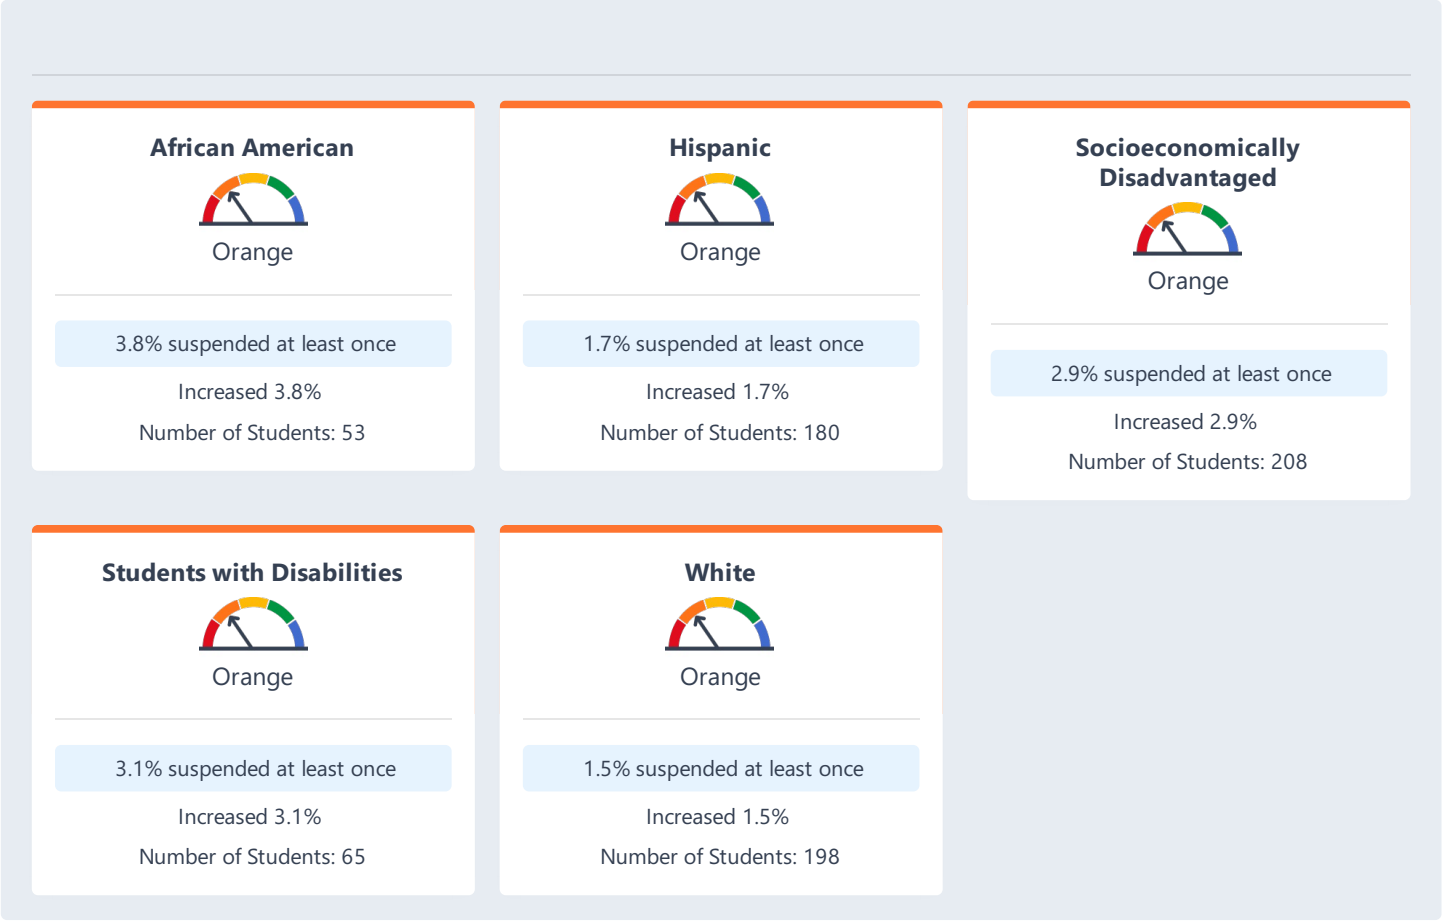 African American
Orange
3.8% suspended at least once
Increased 3.8%
Number of Students: 53
Hispanic
Orange
1.7% suspended at least once
Increased 1.7%
Number of Students: 180
Socioeconomically
Disadvantaged
Orange
2.9% suspended at least once
Increased 2.9%
Number of Students: 208
Students with Disabilities
Orange
3.1% suspended at least once
Increased 3.1%
Number of Students: 65
White
Orange
1.5% suspended at least once
Increased 1.5%
Number of Students: 198